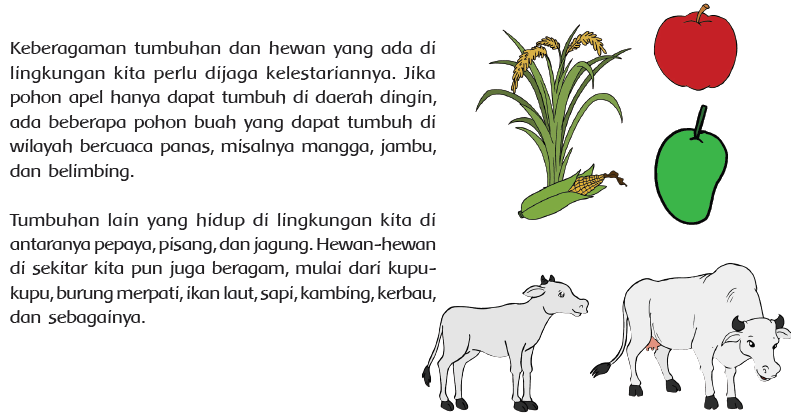 Keberagaman tumbuhan dan hewan yang ada di
lingkungan kita perlu dijaga kelestariannya. Jika
pohon apel hanya dapat tumbuh di daerah dingin,
ada beberapa pohon buah yang dapat tumbuh di
wilayah bercuaca panas, misalnya mangga, jambu,
dan belimbing.
Tumbuhan lain yang hidup di lingkungan kita di
antaranya pepaya, pisang, dan jagung. Hewan-hewan
di sekitar kita pun juga beragam, mulai dari kupu-
kupu, burung merpati, ikan laut, sapi, kambing, kerbau,
dan sebagainya.